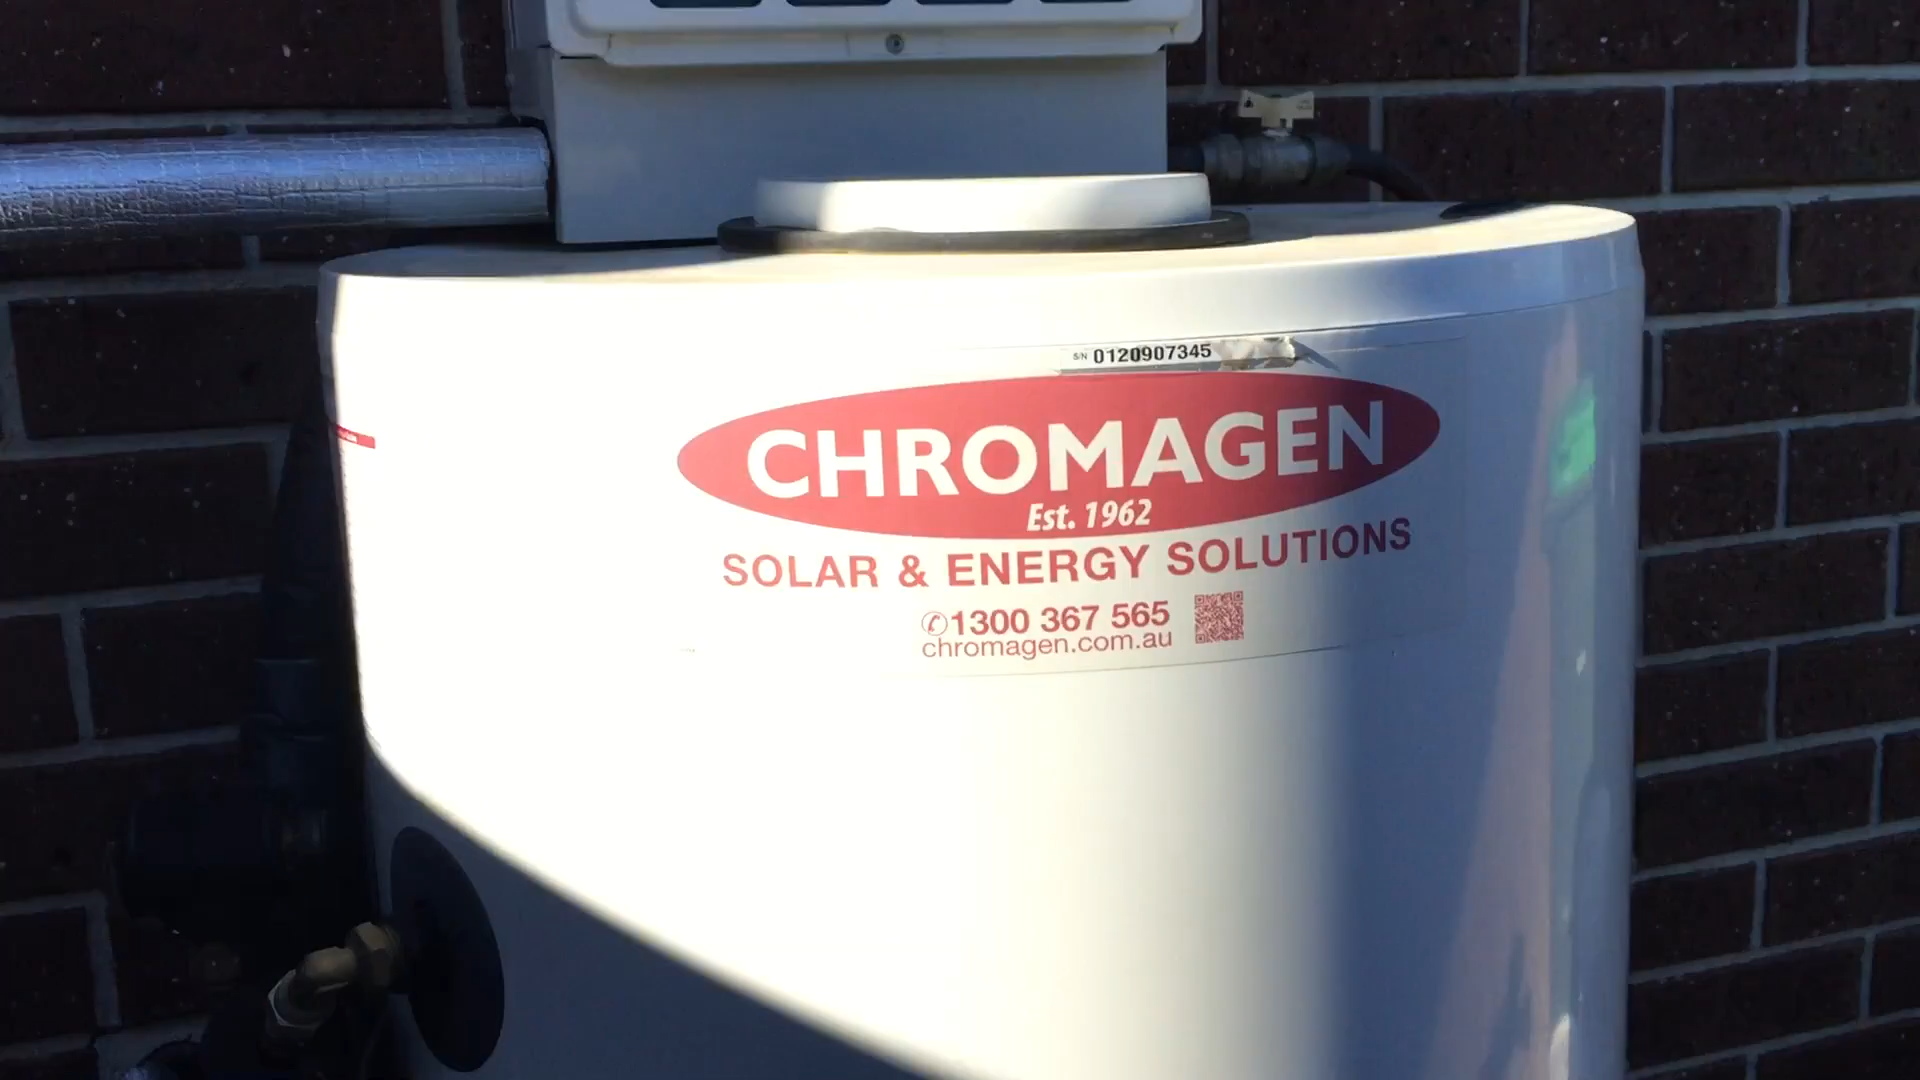 S/N 0120907345
CHROMAGEN
Est. 1962
SOLAR & ENERGY SOLUTIONS
✆1300 367 565
chromagen.com.au